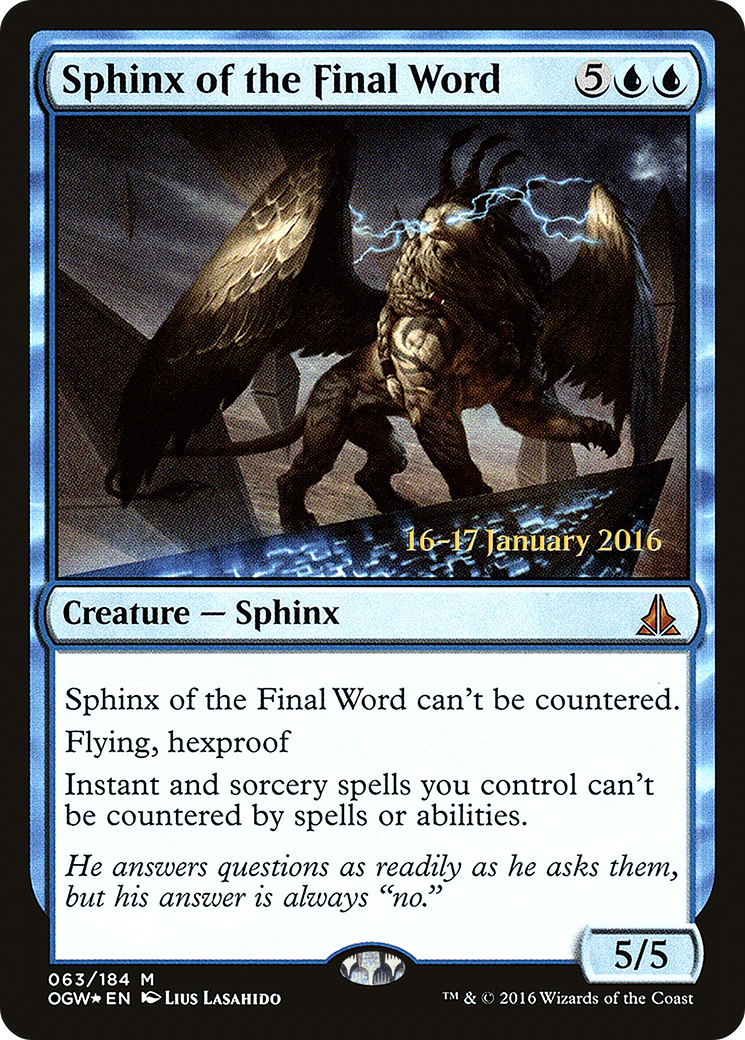 Sphinx of the Final Word 5
16–17 January 2016
Creature — Sphinx
Sphinx of the Final Word can't be countered.
Flying, hexproof
Instant and sorcery spells you control can't
be countered by spells or abilities.
He answers questions as readily as he asks them,
but his answer is always “no.”
5/5
063/184 M
OGW★EN Lius Lasahido
™ & © 2016 Wizards of the Coast